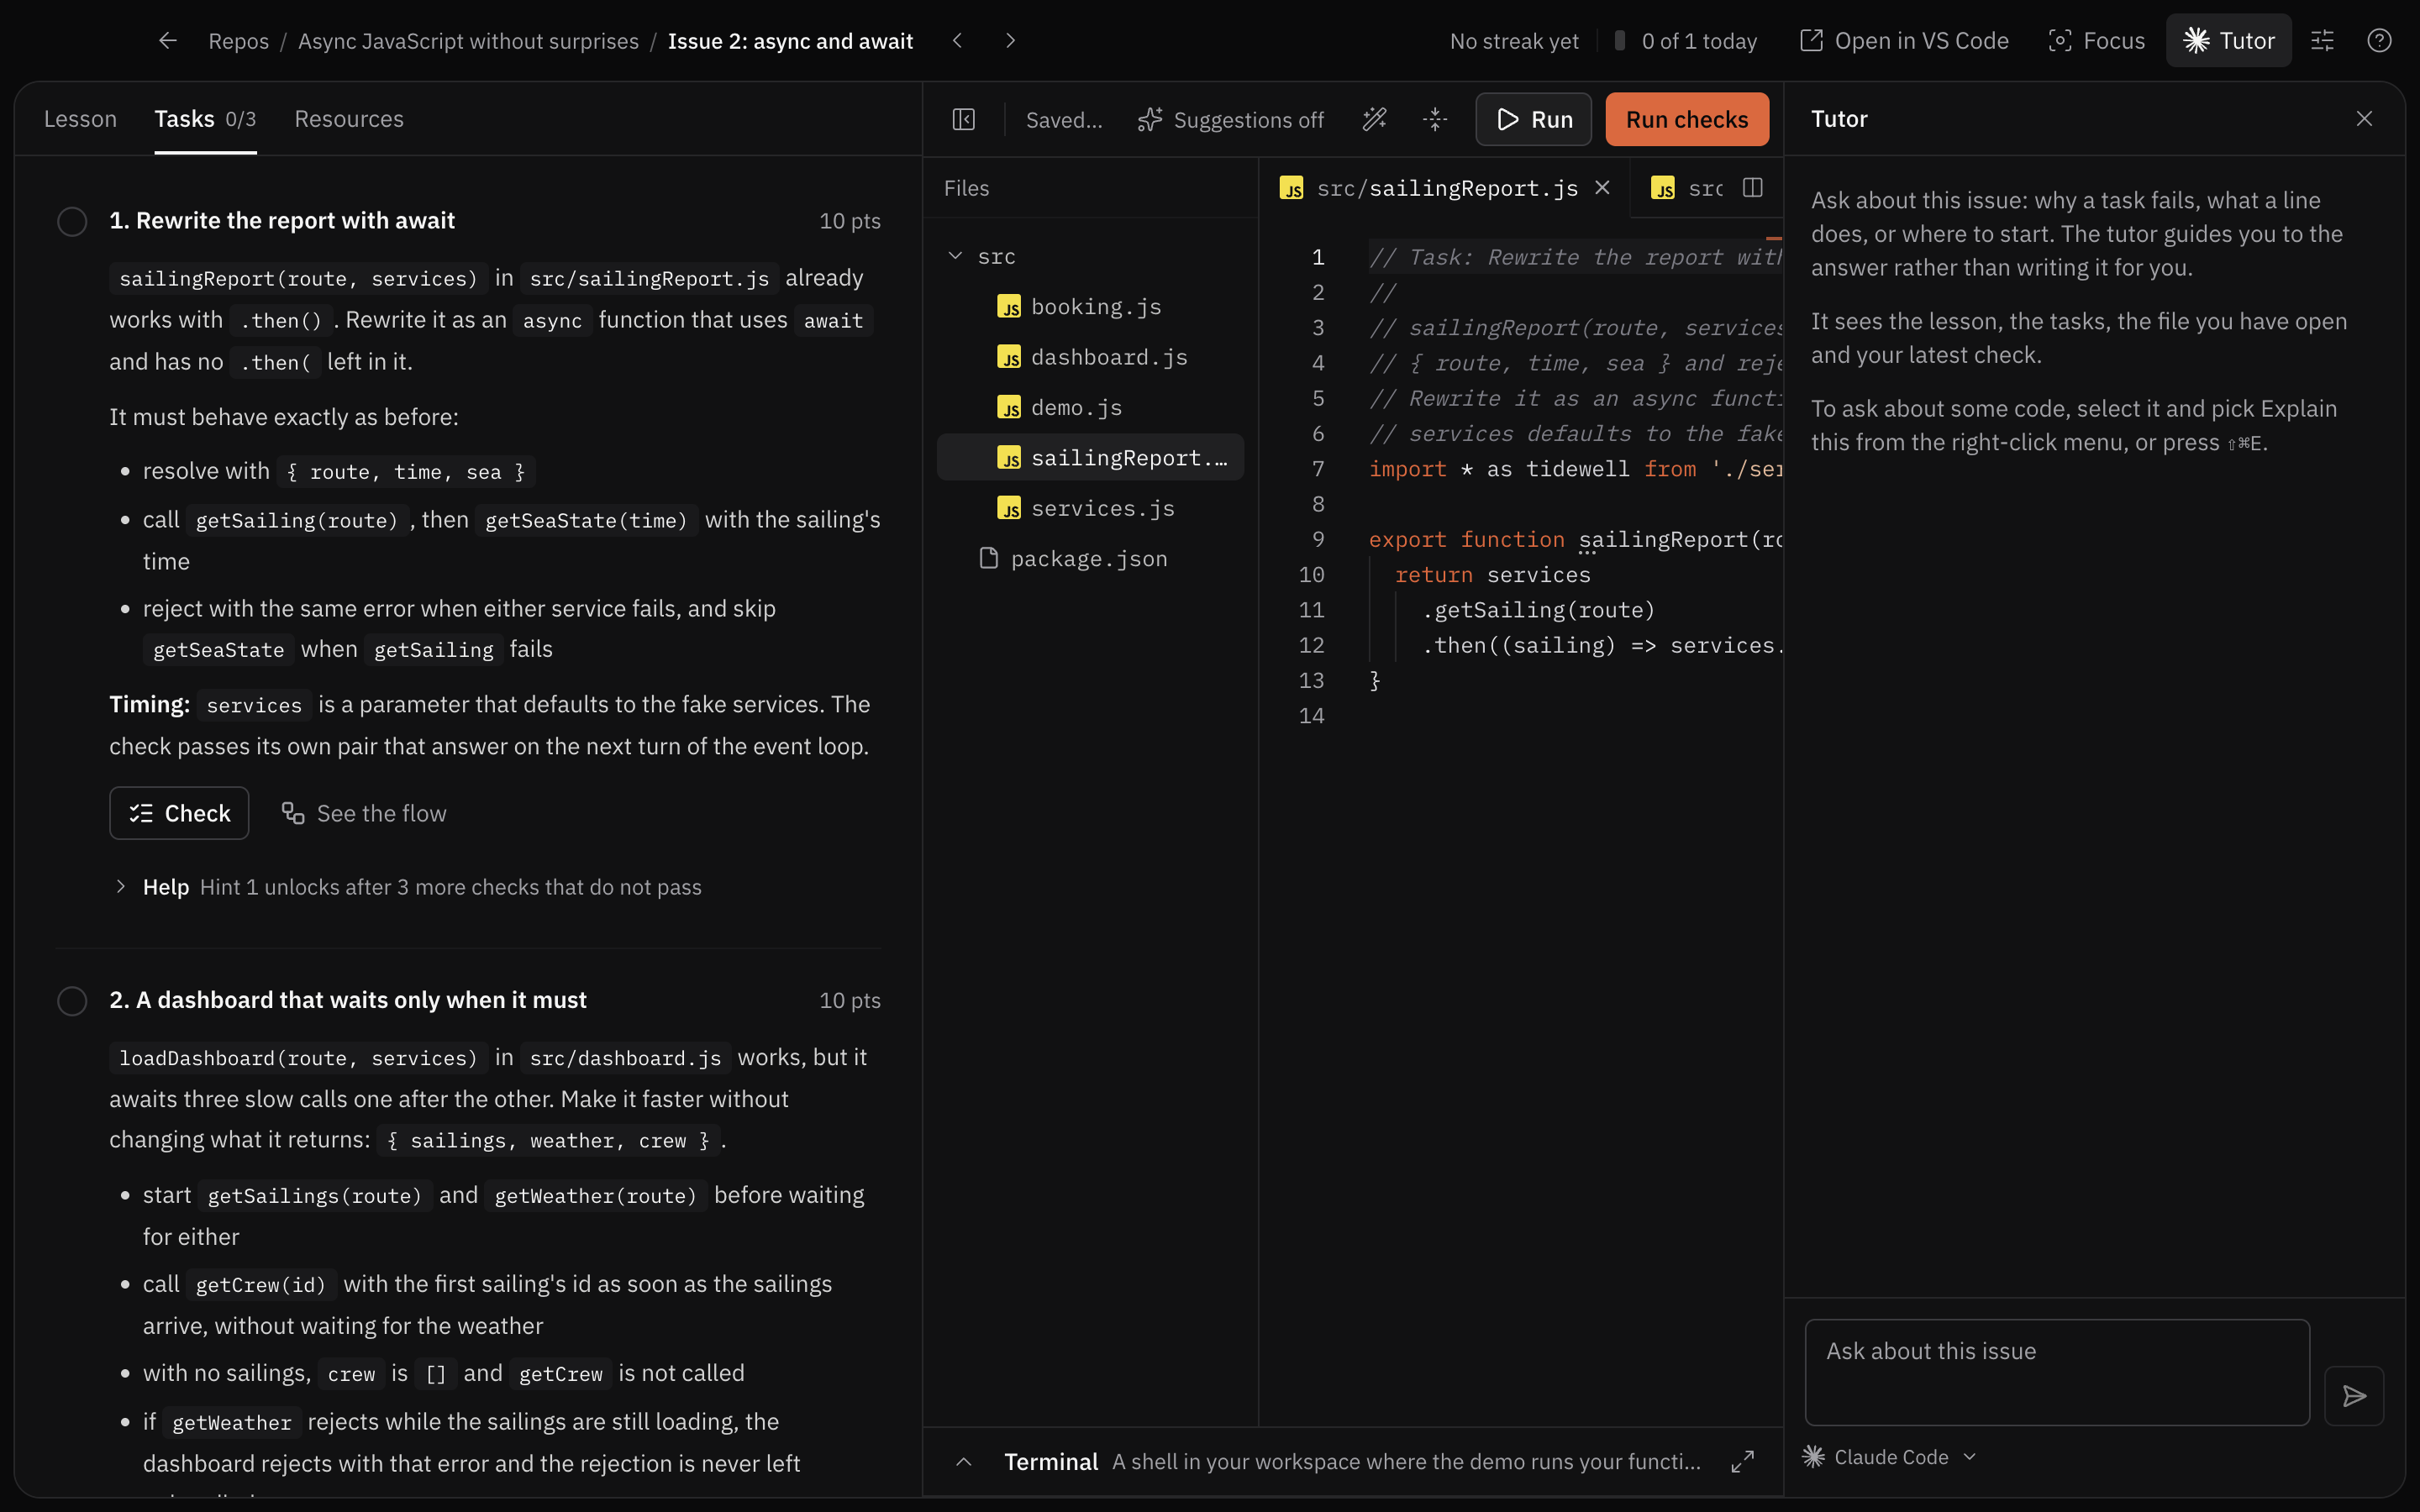 Repos / Async JavaScript without surprises / Issue 2: async and await
No streak yet
0 of 1 today
Open in VS Code
Focus
Tutor
Lesson
Tasks 0/3
Resources
1. Rewrite the report with await
10 pts
sailingReport(route, services) in src/sailingReport.js already
works with .then() . Rewrite it as an async function that uses await
and has no .then( left in it.
It must behave exactly as before:
resolve with { route, time, sea }
call getSailing(route) , then getSeaState(time) with the sailing's
time
reject with the same error when either service fails, and skip
getSeaState when getSailing fails
Timing: services is a parameter that defaults to the fake services. The
check passes its own pair that answer on the next turn of the event loop.
Check
See the flow
Help Hint 1 unlocks after 3 more checks that do not pass
2. A dashboard that waits only when it must
10 pts
loadDashboard(route, services) in src/dashboard.js works, but it
awaits three slow calls one after the other. Make it faster without
changing what it returns: { sailings, weather, crew } .
start getSailings(route) and getWeather(route) before waiting
for either
call getCrew(id) with the first sailing's id as soon as the sailings
arrive, without waiting for the weather
with no sailings, crew is [] and getCrew is not called
if getWeather rejects while the sailings are still loading, the
dashboard rejects with that error and the rejection is never left
Saved...
Suggestions off
Run
Run checks
Files
src
JS booking.js
JS dashboard.js
JS demo.js
JS sailingReport....
JS services.js
package.json
JS src/sailingReport.js
JS src
1 // Task: Rewrite the report with
2 //
3 // sailingReport(route, services
4 // { route, time, sea } and reje
5 // Rewrite it as an async functi
6 // services defaults to the fake
7 import * as tidewell from './ser
8
9 export function sailingReport(ro
10 return services
11 .getSailing(route)
12 .then((sailing) => services.
13 }
14
Terminal A shell in your workspace where the demo runs your functi...
Tutor
Ask about this issue: why a task fails, what a line
does, or where to start. The tutor guides you to the
answer rather than writing it for you.
It sees the lesson, the tasks, the file you have open
and your latest check.
To ask about some code, select it and pick Explain
this from the right-click menu, or press ⇧⌘E.
Ask about this issue
Claude Code